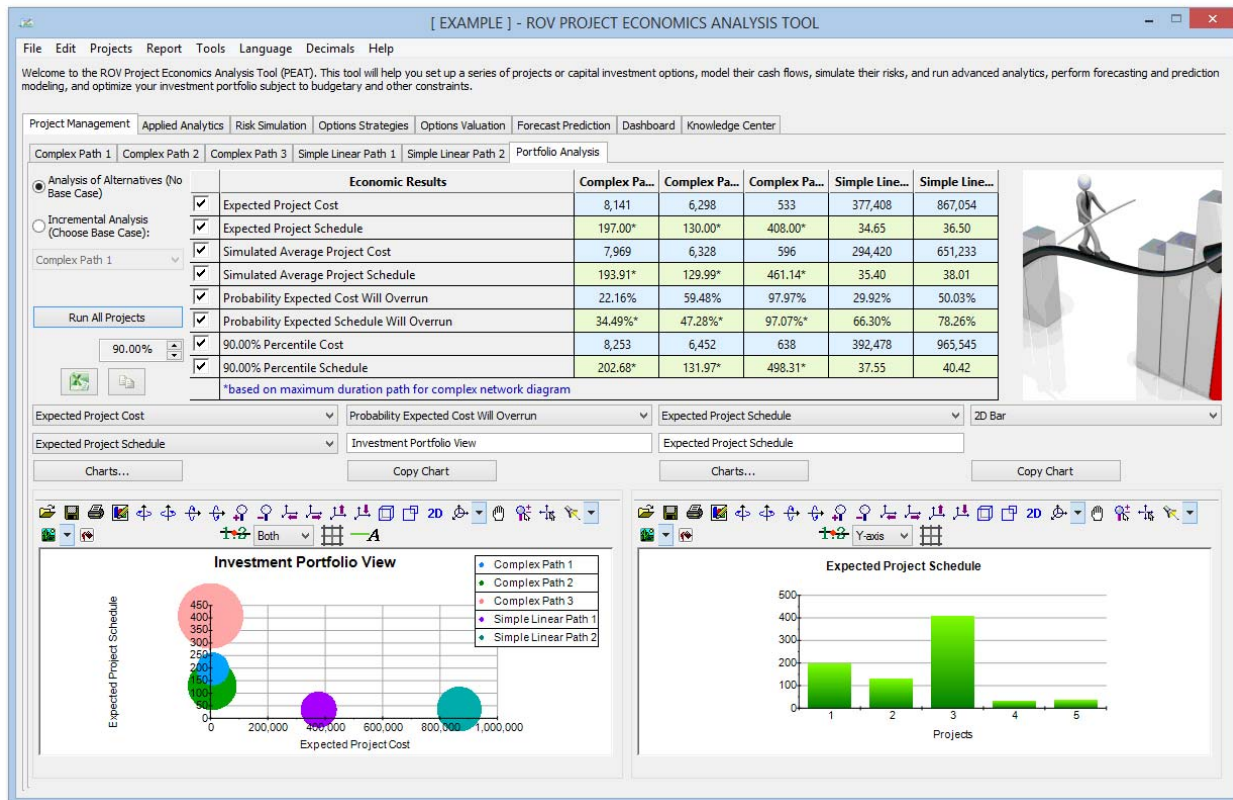 [ EXAMPLE ] - ROV PROJECT ECONOMICS ANALYSIS TOOL
File Edit Projects Report Tools Language Decimals Help
Welcome to the ROV Project Economics Analysis Tool (PEAT). This tool will help you set up a series of projects or capital investment options, model their cash flows, simulate their risks, and run advanced analytics, perform forecasting and prediction
modeling, and optimize your investment portfolio subject to budgetary and other constraints.
Project Management Applied Analytics Risk Simulation Options Strategies Options Valuation Forecast Prediction Dashboard Knowledge Center
Complex Path 1 Complex Path 2 Complex Path 3 Simple Linear Path 1 Simple Linear Path 2 Portfolio Analysis
Analysis of Alternatives (No
Base Case)
Incremental Analysis
(Choose Base Case):
Complex Path 1
Run All Projects
90.00%
Economic Results Complex Pa... Complex Pa... Complex Pa... Simple Line... Simple Line...
Expected Project Cost 8,141 6,298 533 377,408 867,054
Expected Project Schedule 197.00* 130.00* 408.00* 34.65 36.50
Simulated Average Project Cost 7,969 6,328 596 294,420 651,233
Simulated Average Project Schedule 193.91* 129.99* 461.14* 35.40 38.01
Probability Expected Cost Will Overrun 22.16% 59.48% 97.97% 29.92% 50.03%
Probability Expected Schedule Will Overrun 34.49%* 47.28%* 97.07%* 66.30% 78.26%
90.00% Percentile Cost 8,253 6,452 638 392,478 965,545
90.00% Percentile Schedule 202.68* 131.97* 498.31* 37.55 40.42
*based on maximum duration path for complex network diagram
Expected Project Cost Probability Expected Cost Will Overrun Expected Project Schedule 2D Bar
Expected Project Schedule Investment Portfolio View Expected Project Schedule
Charts... Copy Chart Charts... Copy Chart
2D
Both A
Investment Portfolio View
Complex Path 1
Complex Path 2
Complex Path 3
Simple Linear Path 1
Simple Linear Path 2
Expected Project Schedule
450
400
350
300
250
200
150
100
50
0
0 200,000 400,000 600,000 800,000 1,000,000
Expected Project Cost
2D
Y-axis
Expected Project Schedule
500
400
300
200
100
0
1 2 3 4 5
Projects